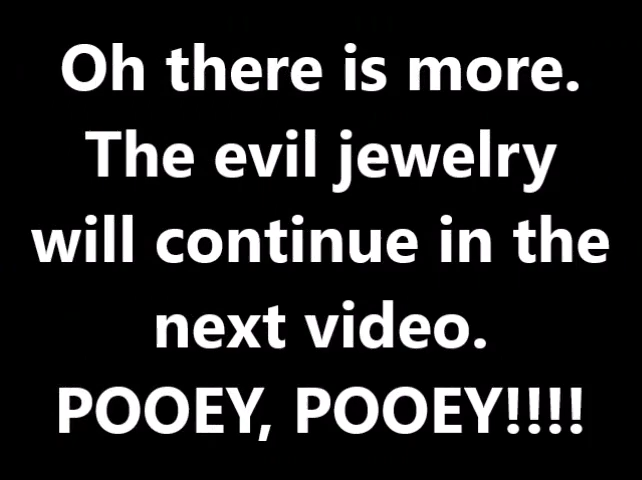 Oh there is more.
The evil jewelry
will continue in the
next video.
POOEY, POOEY!!!!